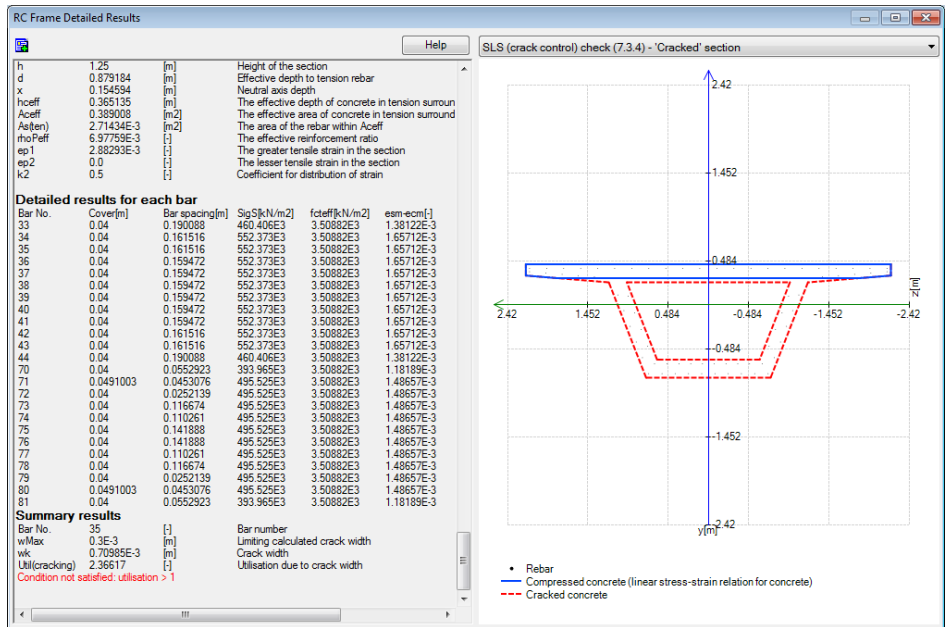 RC Frame Detailed Results
Help
SLS (crack control) check (7.3.4) - 'Cracked' section
h 1.25 [m] Height of the section
d 0.879184 [m] Effective depth to tension rebar
x 0.154594 [m] Neutral axis depth
hceff 0.365135 [m] The effective depth of concrete in tension surroun
Aceff 0.389008 [m2] The effective area of concrete in tension surround
As(ten) 2.71434E-3 [m2] The area of the rebar within Aceff
rhoPeff 6.97759E-3 [-] The effective reinforcement ratio
ep1 2.88293E-3 [-] The greater tensile strain in the section
ep2 0.0 [-] The lesser tensile strain in the section
k2 0.5 [-] Coefficient for distribution of strain
Detailed results for each bar
Bar No. Cover[m] Bar spacing[m] SigS[kN/m2] fcteff[kN/m2] esm-ecm[-]
33 0.04 0.190088 460.406E3 3.50882E3 1.38122E-3
34 0.04 0.161516 552.373E3 3.50882E3 1.65712E-3
35 0.04 0.161516 552.373E3 3.50882E3 1.65712E-3
36 0.04 0.159472 552.373E3 3.50882E3 1.65712E-3
37 0.04 0.159472 552.373E3 3.50882E3 1.65712E-3
38 0.04 0.159472 552.373E3 3.50882E3 1.65712E-3
39 0.04 0.159472 552.373E3 3.50882E3 1.65712E-3
40 0.04 0.159472 552.373E3 3.50882E3 1.65712E-3
41 0.04 0.159472 552.373E3 3.50882E3 1.65712E-3
42 0.04 0.161516 552.373E3 3.50882E3 1.65712E-3
43 0.04 0.161516 552.373E3 3.50882E3 1.65712E-3
44 0.04 0.190088 460.406E3 3.50882E3 1.38122E-3
70 0.04 0.0552923 393.965E3 3.50882E3 1.18189E-3
71 0.0491003 0.0453076 495.525E3 3.50882E3 1.48657E-3
72 0.04 0.0252139 495.525E3 3.50882E3 1.48657E-3
73 0.04 0.116674 495.525E3 3.50882E3 1.48657E-3
74 0.04 0.110261 495.525E3 3.50882E3 1.48657E-3
75 0.04 0.141888 495.525E3 3.50882E3 1.48657E-3
76 0.04 0.141888 495.525E3 3.50882E3 1.48657E-3
77 0.04 0.110261 495.525E3 3.50882E3 1.48657E-3
78 0.04 0.116674 495.525E3 3.50882E3 1.48657E-3
79 0.04 0.0252139 495.525E3 3.50882E3 1.48657E-3
80 0.0491003 0.0453076 495.525E3 3.50882E3 1.48657E-3
81 0.04 0.0552923 393.965E3 3.50882E3 1.18189E-3
Summary results
Bar No. 35 [-] Bar number
wMax 0.3E-3 [m] Limiting calculated crack width
wk 0.70985E-3 [m] Crack width
Util(cracking) 2.36617 [-] Utilisation due to crack width
Condition not satisfied: utilisation > 1
2.42
1.452
0.484
z[m]
2.42 1.452 0.484 -0.484 -1.452 -2.42
-0.484
-1.452
-2.42
y[m]
Rebar
Compressed concrete (linear stress-strain relation for concrete)
Cracked concrete